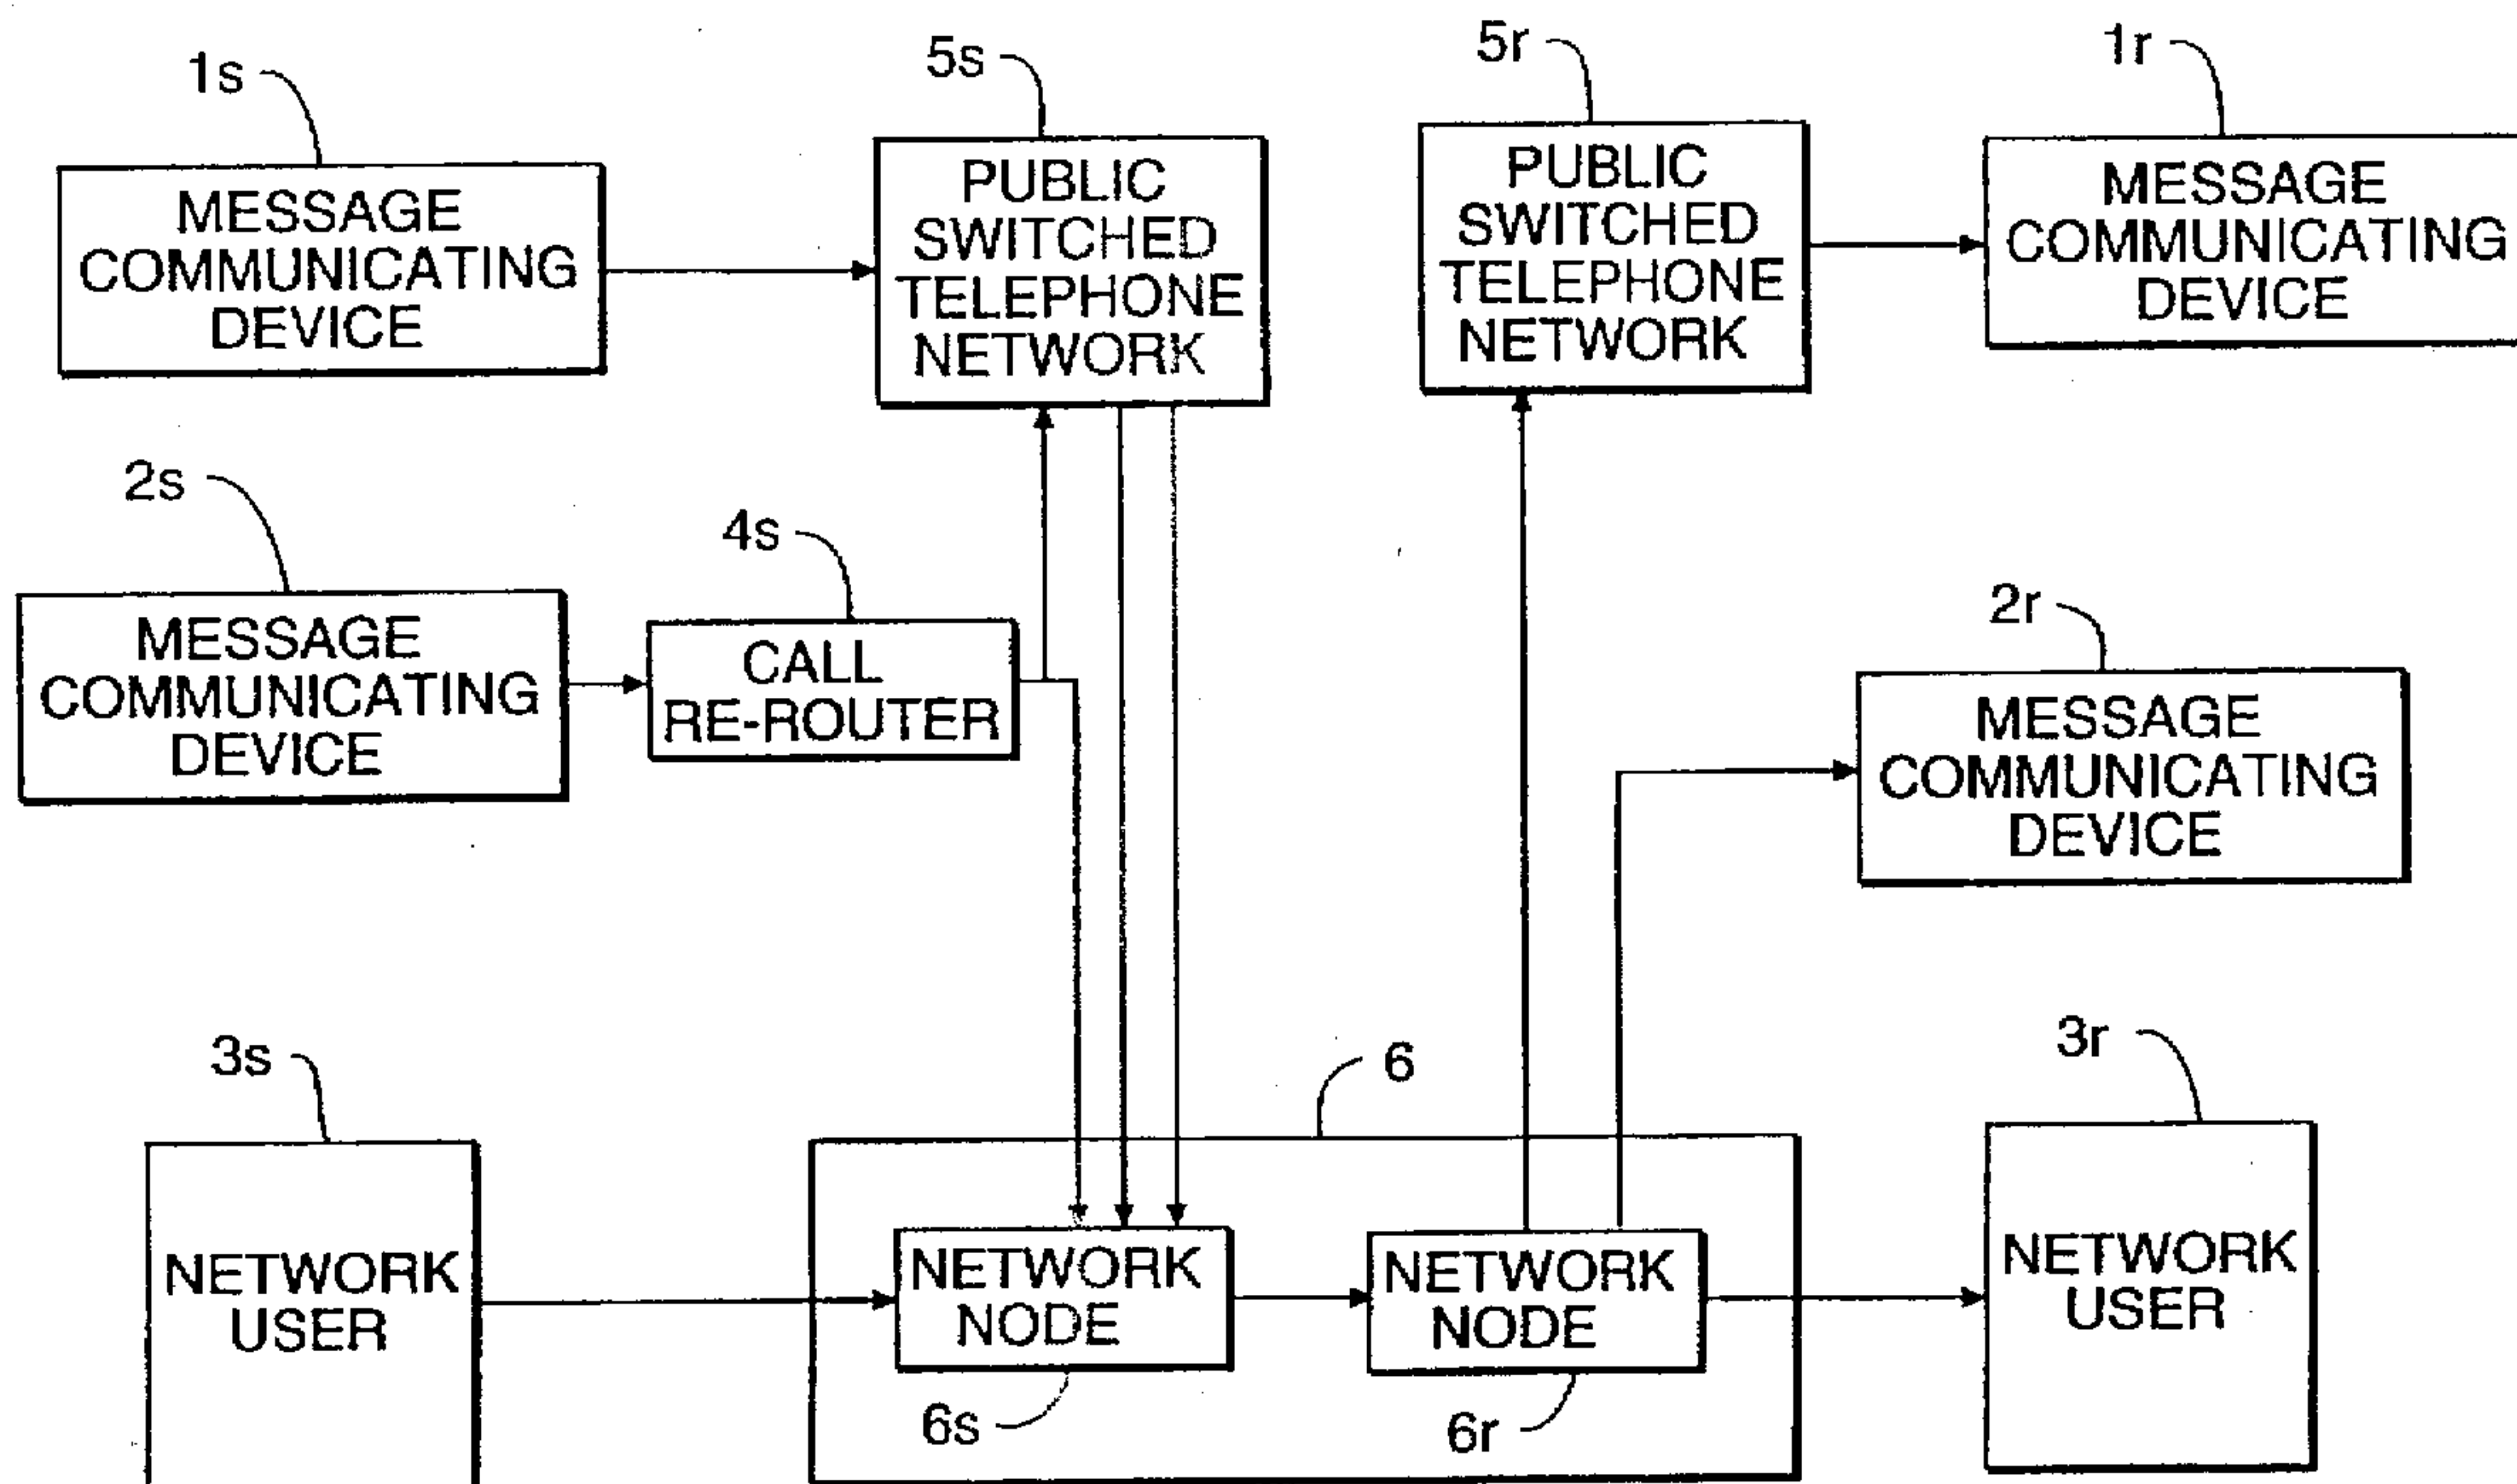 1s
5s
5r
1r
MESSAGE
COMMUNICATING
DEVICE
PUBLIC
SWITCHED
TELEPHONE
NETWORK
PUBLIC
SWITCHED
TELEPHONE
NETWORK
MESSAGE
COMMUNICATING
DEVICE
2s
4s
2r
MESSAGE
COMMUNICATING
DEVICE
CALL
RE-ROUTER
MESSAGE
COMMUNICATING
DEVICE
3s
6
3r
NETWORK
USER
NETWORK
NODE
NETWORK
NODE
NETWORK
USER
6s
6r